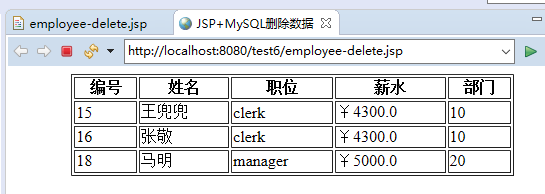 employee-delete.jsp JSP+MySQL删除数据
http://localhost:8080/test6/employee-delete.jsp
编号 姓名 职位 薪水 部门
15 王兜兜 clerk ￥4300.0 10
16 张敬 clerk ￥4300.0 10
18 马明 manager ￥5000.0 20